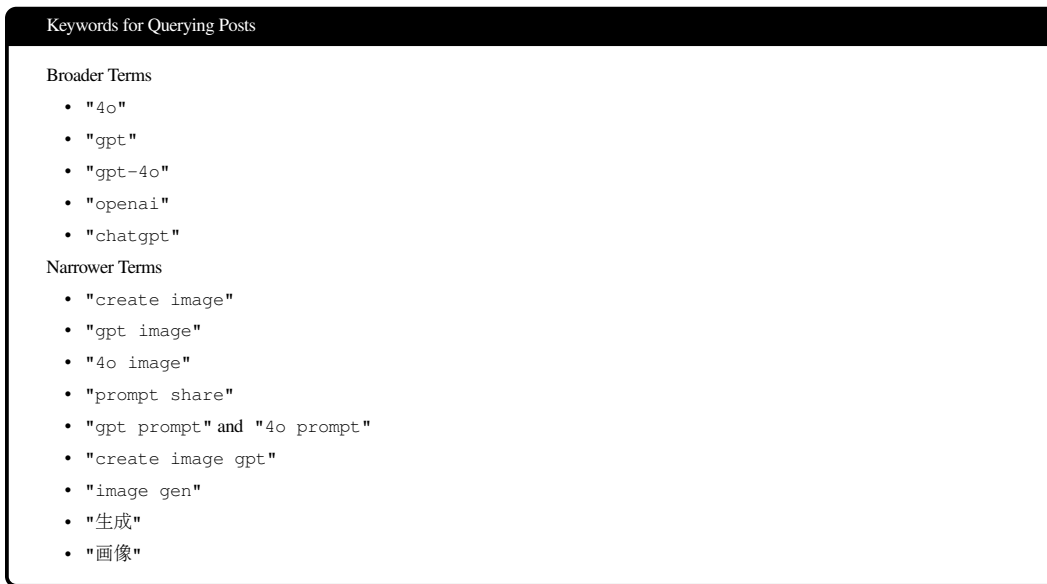 Keywords for Querying Posts
Broader Terms
• "4o"
• "gpt"
• "gpt-4o"
• "openai"
• "chatgpt"
Narrower Terms
• "create image"
• "gpt image"
• "4o image"
• "prompt share"
• "gpt prompt" and "4o prompt"
• "create image gpt"
• "image gen"
• "生成"
• "画像"